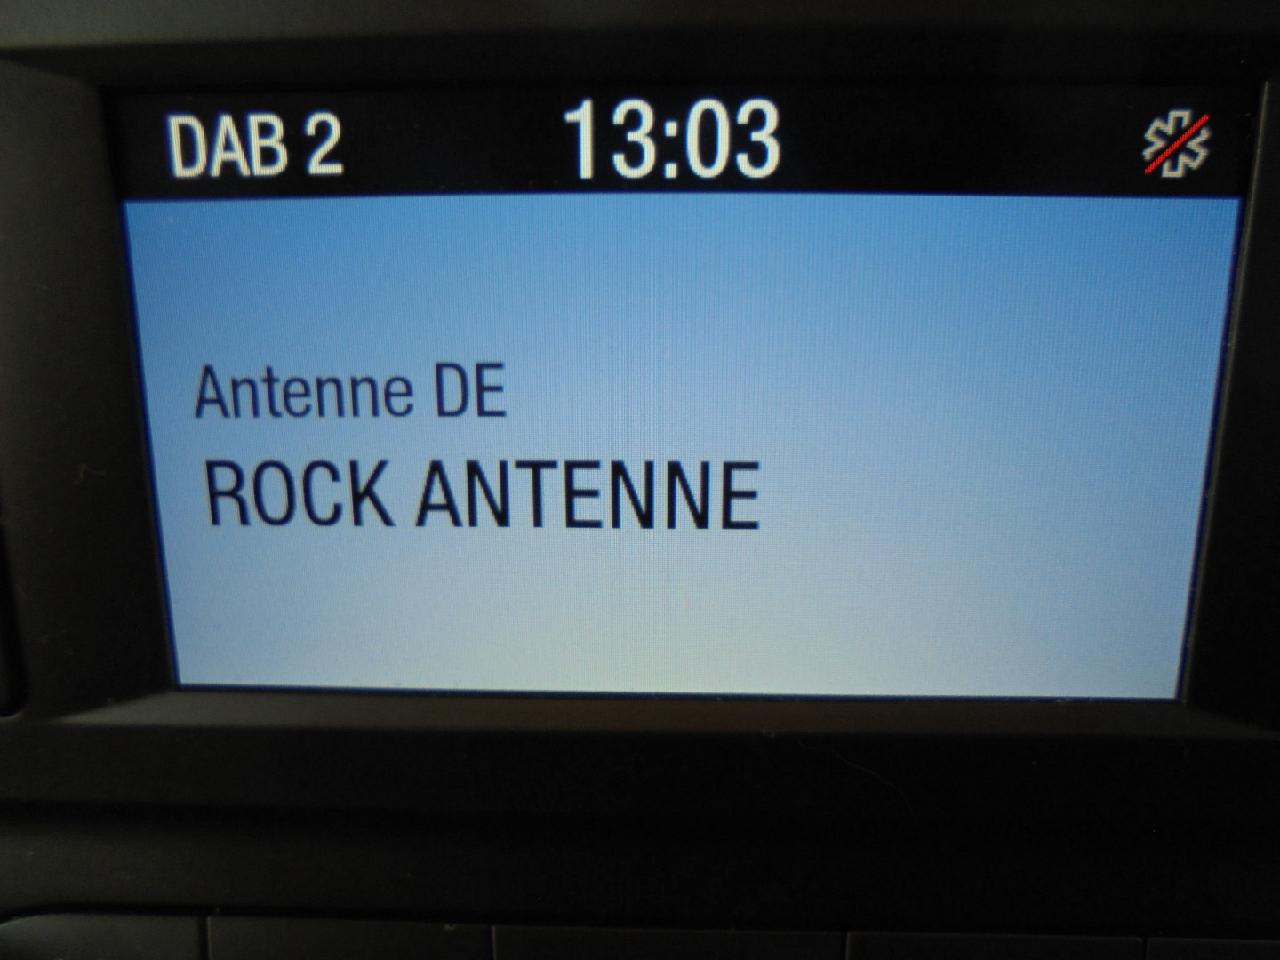 DAB 2 13:03
Antenne DE
ROCK ANTENNE